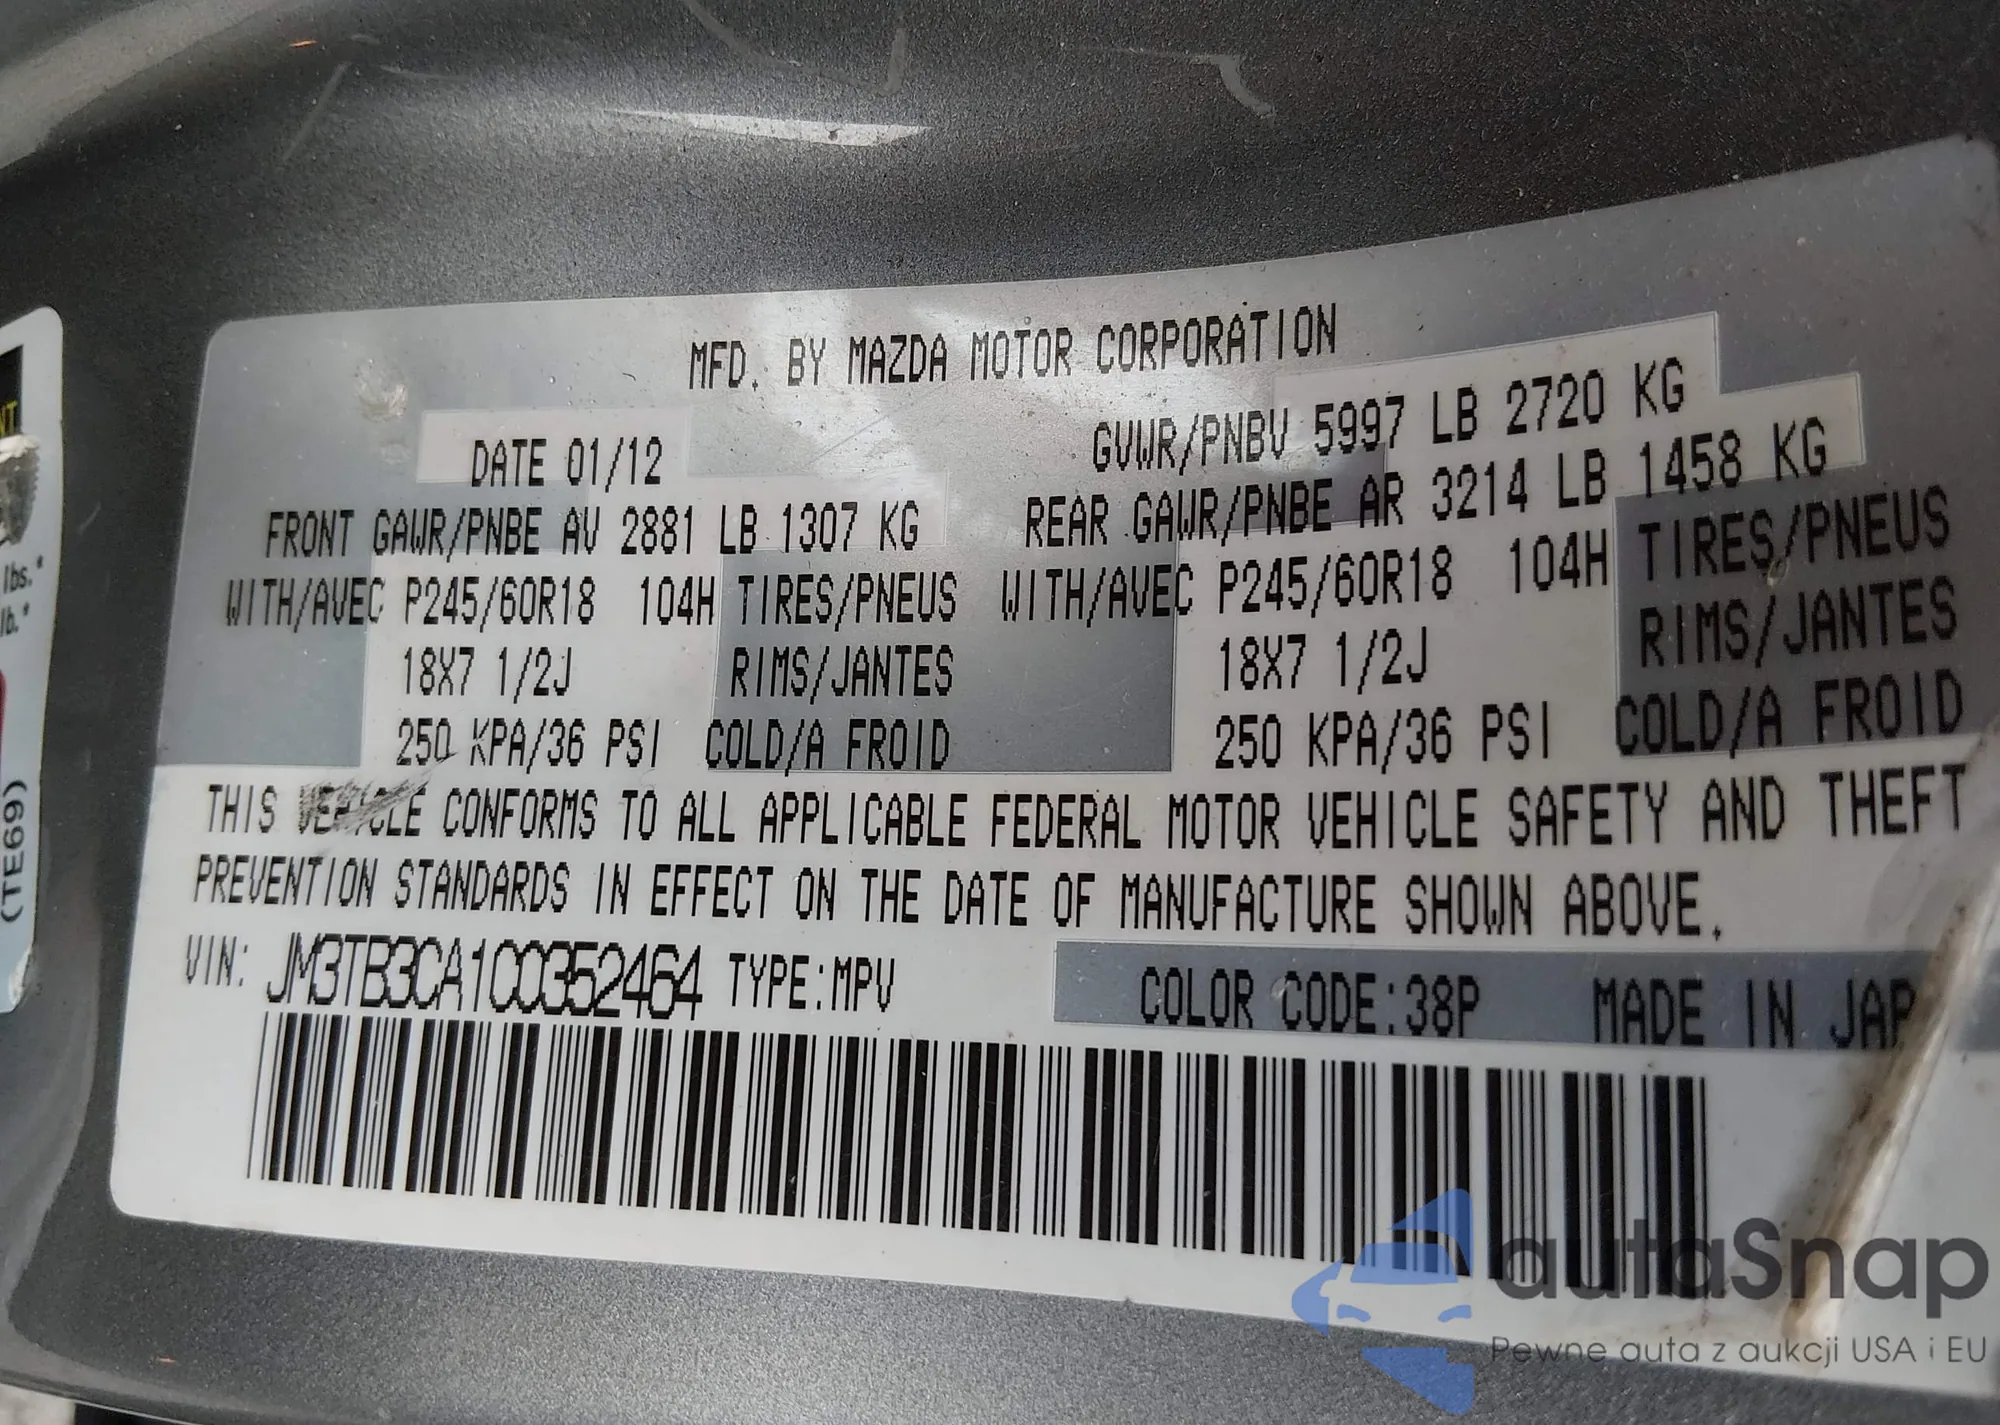 NT
lbs.*
lb.*
(TE69)
MFD. BY MAZDA MOTOR CORPORATION
DATE 01/12 GVWR/PNBV 5997 LB 2720 KG
FRONT GAWR/PNBE AV 2881 LB 1307 KG REAR GAWR/PNBE AR 3214 LB 1458 KG
WITH/AVEC P245/60R18 104H TIRES/PNEUS WITH/AVEC P245/60R18 104H TIRES/PNEUS
18X7 1/2J RIMS/JANTES 18X7 1/2J RIMS/JANTES
250 KPA/36 PSI COLD/A FROID 250 KPA/36 PSI COLD/A FROID
THIS VEHICLE CONFORMS TO ALL APPLICABLE FEDERAL MOTOR VEHICLE SAFETY AND THEFT
PREVENTION STANDARDS IN EFFECT ON THE DATE OF MANUFACTURE SHOWN ABOVE.
VIN: JM3TB3CA1C0352464 TYPE:MPV COLOR CODE:38P MADE IN JAP
autaSnap
Pewne auta z aukcji USA i EU